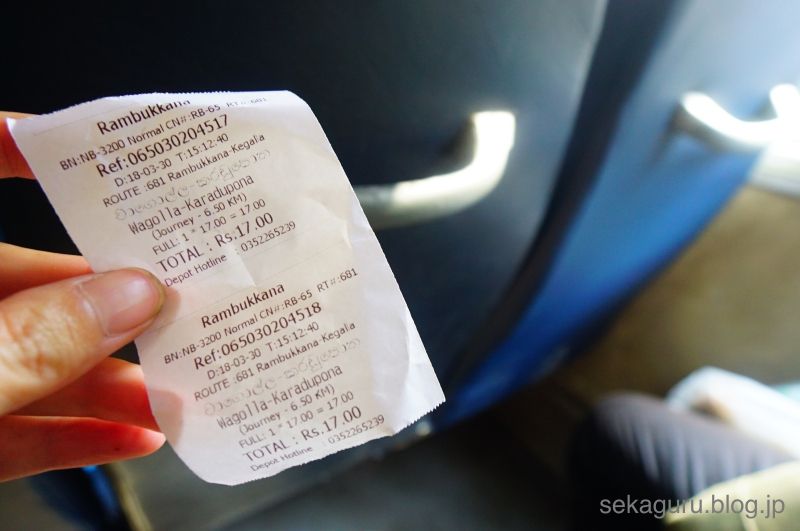 Rambukkana
BN:NB-3200 Normal CN#:RB-65 RT#:681
Ref:065030204517
D:18-03-30 T:15:12:40
ROUTE :681 Rambukkana-Kegalla
Wagolla-Karadupona
(Journey - 6.50 KM)
FULL: 1 * 17.00 = 17.00
TOTAL : Rs.17.00
Depot Hotline : 0352265239
Rambukkana
BN:NB-3200 Normal CN#:RB-65 RT#:681
Ref:065030204518
D:18-03-30 T:15:12:40
ROUTE :681 Rambukkana-Kegalla
Wagolla-Karadupona
(Journey - 6.50 KM)
FULL: 1 * 17.00 = 17.00
TOTAL : Rs.17.00
Depot Hotline : 0352265239
sekaguru.blog.jp